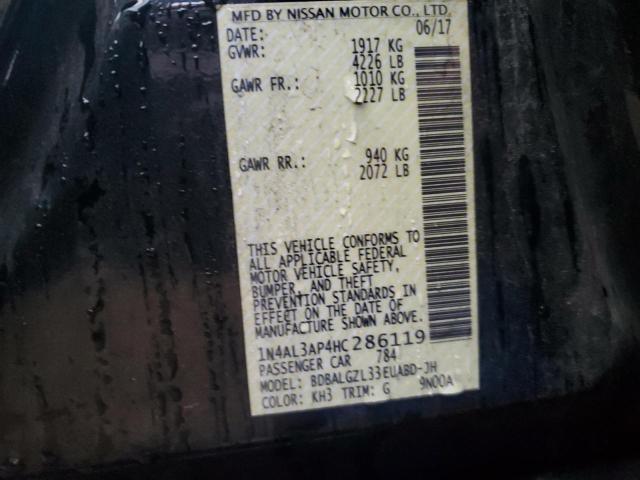 MFD BY NISSAN MOTOR CO., LTD.
DATE: 06/17
GVWR: 1917 KG
4226 LB
GAWR FR.: 1010 KG
2227 LB
GAWR RR.: 940 KG
2072 LB
THIS VEHICLE CONFORMS TO
ALL APPLICABLE FEDERAL
MOTOR VEHICLE SAFETY,
BUMPER, AND THEFT
PREVENTION STANDARDS IN
EFFECT ON THE DATE OF
MANUFACTURE SHOWN ABOVE.
1N4AL3AP4HC286119
PASSENGER CAR 784
MODEL: BDBALGZL33EUABD-JH
COLOR: KH3 TRIM: G 9N00A